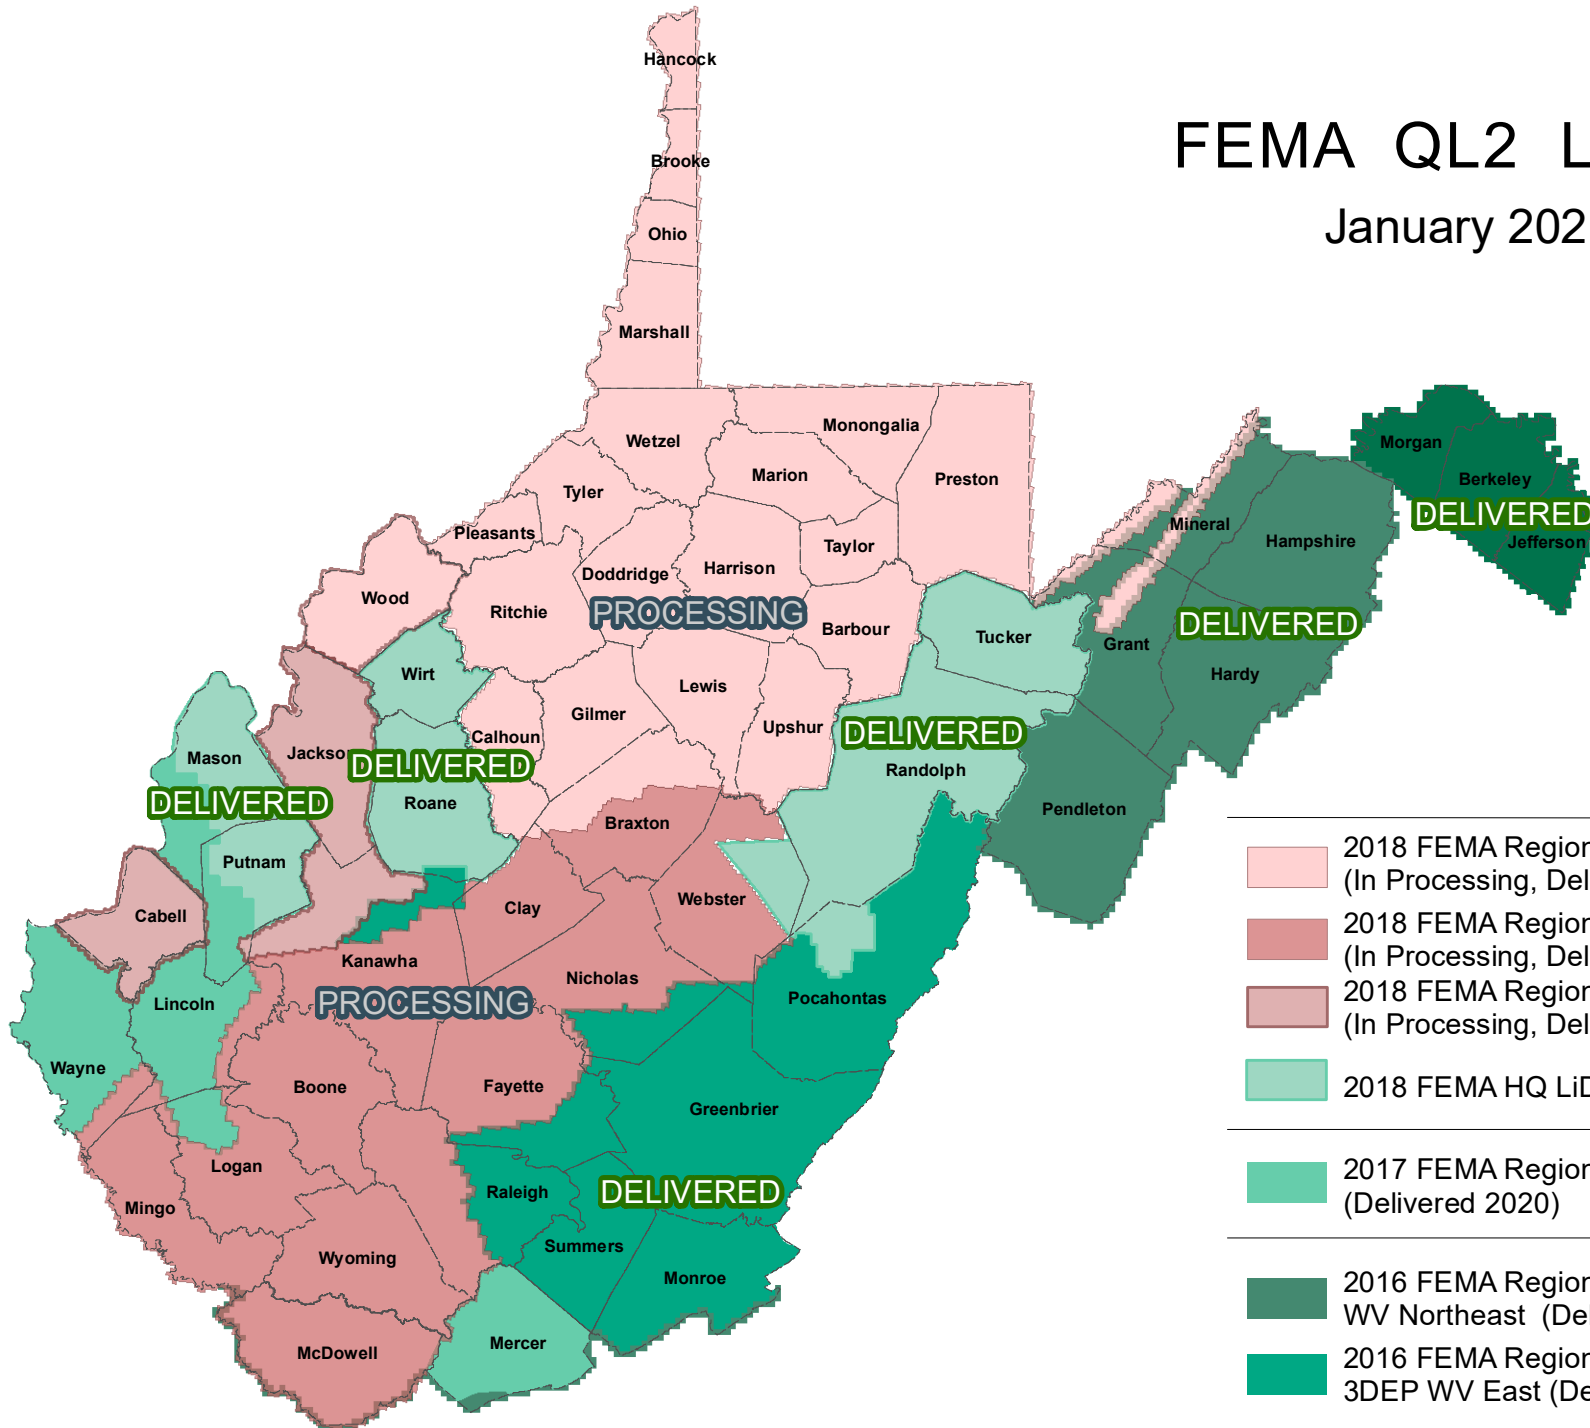 Hancock
FEMA QL2 L
Brooke
January 202
Ohio
Marshall
Wetzel
Monongalia
Marion
Preston
Morgan
Berkeley
DELIVERED
Jefferson
Tyler
Pleasants
Taylor
Mineral
Hampshire
Doddridge
Harrison
Wood
Ritchie
PROCESSING
Barbour
Tucker
DELIVERED
Grant
Wirt
Hardy
Lewis
Gilmer
Upshur
Calhoun
DELIVERED
Mason
Jackson
DELIVERED
Randolph
DELIVERED
Roane
Pendleton
Braxton
Putnam
Webster
Clay
Cabell
Kanawha
Nicholas
PROCESSING
Pocahontas
Lincoln
Wayne
Boone
Fayette
Greenbrier
Logan
Raleigh
DELIVERED
Mingo
Summers
Wyoming
Monroe
Mercer
McDowell
2018 FEMA Region
(In Processing, Del
2018 FEMA Region
(In Processing, Del
2018 FEMA Region
(In Processing, Del
2018 FEMA HQ LiD
2017 FEMA Region
(Delivered 2020)
2016 FEMA Region
WV Northeast (De
2016 FEMA Region
3DEP WV East (De